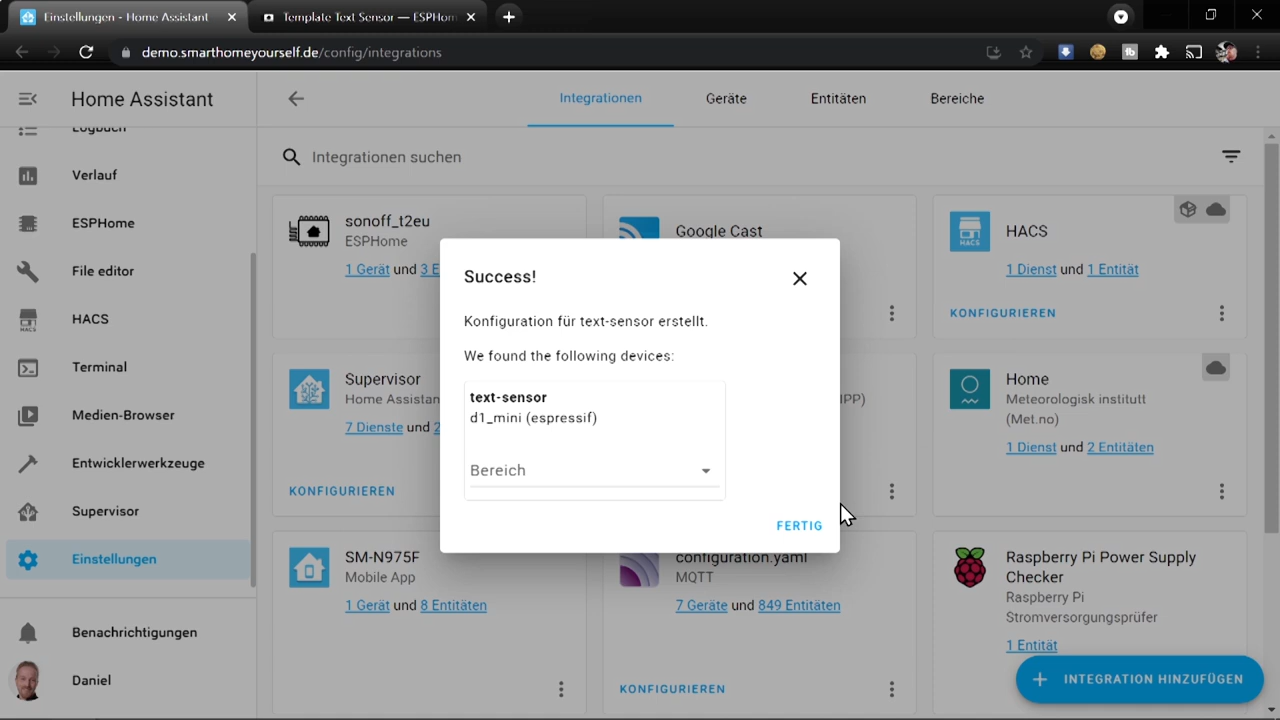 Einstellungen - Home Assistant
Template Text Sensor — ESPHom
demo.smarthomeyourself.de/config/integrations
Home Assistant
Integrationen
Geräte
Entitäten
Bereiche
Logbuch
Verlauf
ESPHome
File editor
HACS
Terminal
Medien-Browser
Entwicklerwerkzeuge
Supervisor
Einstellungen
Benachrichtigungen
Daniel
Integrationen suchen
sonoff_t2eu
ESPHome
1 Gerät und 3 E
Google Cast
HACS
HACS
1 Dienst und 1 Entität
KONFIGURIEREN
Success!
Konfiguration für text-sensor erstellt.
We found the following devices:
text-sensor
d1_mini (espressif)
Bereich
FERTIG
Supervisor
Home Assistan
7 Dienste und 2
KONFIGURIEREN
IPP)
Home
Meteorologisk institutt
(Met.no)
1 Dienst und 2 Entitäten
SM-N975F
Mobile App
1 Gerät und 8 Entitäten
configuration.yaml
MQTT
7 Geräte und 849 Entitäten
KONFIGURIEREN
Raspberry Pi Power Supply
Checker
Raspberry Pi
Stromversorgungsprüfer
1 Entität
INTEGRATION HINZUFÜGEN